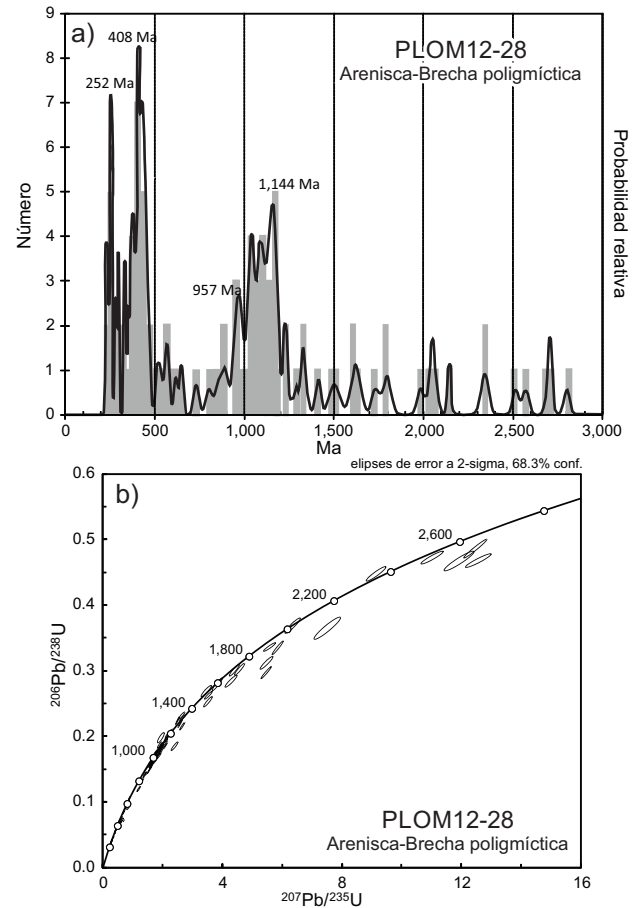 a)
PLOM12-28
Arenisca-Brecha poligmíctica
408 Ma
252 Ma
1,144 Ma
957 Ma
Número
Probabilidad relativa
9
8
7
6
5
4
3
2
1
0
0 500 1,000 1,500 2,000 2,500 3,000
Ma
elipses de error a 2-sigma, 68.3% conf.
b)
0.6
0.5
0.4
0.3
0.2
0.1
0.0
2,600
2,200
1,800
1,400
1,000
206Pb/238U
PLOM12-28
Arenisca-Brecha poligmíctica
0 4 8 12 16
207Pb/235U